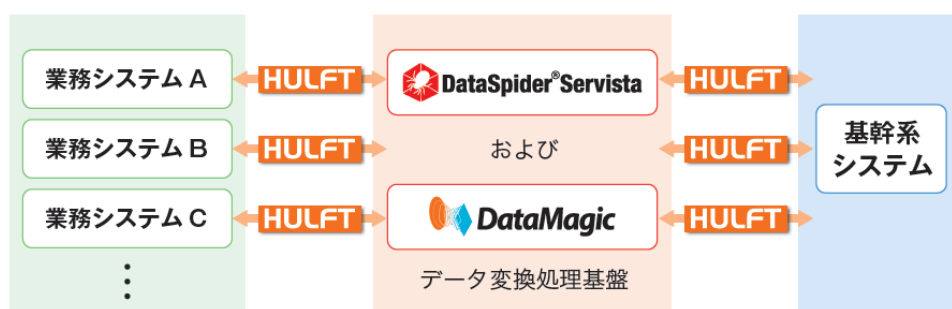 業務システム A
HULFT
DataSpider®Servista
HULFT
業務システム B
HULFT
および
HULFT
基幹系
システム
業務システム C
HULFT
DataMagic
HULFT
データ変換処理基盤